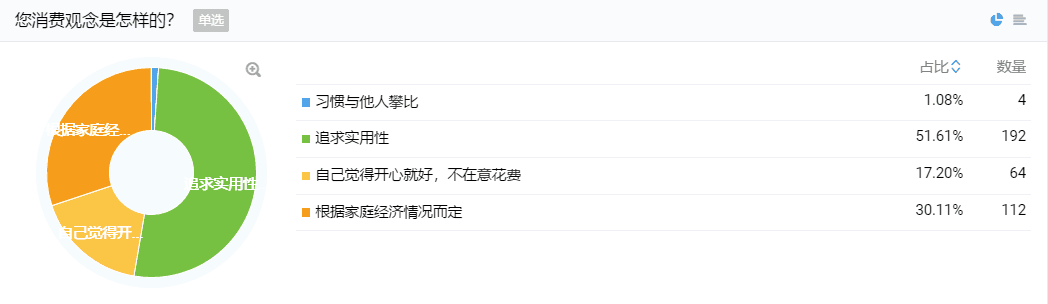 您消费观念是怎样的? 单选
占比 数量
习惯与他人攀比 1.08% 4
追求实用性 51.61% 192
自己觉得开心就好，不在意花费 17.20% 64
根据家庭经济情况而定 30.11% 112
根据家庭经...
追求实用性
自己觉得开...